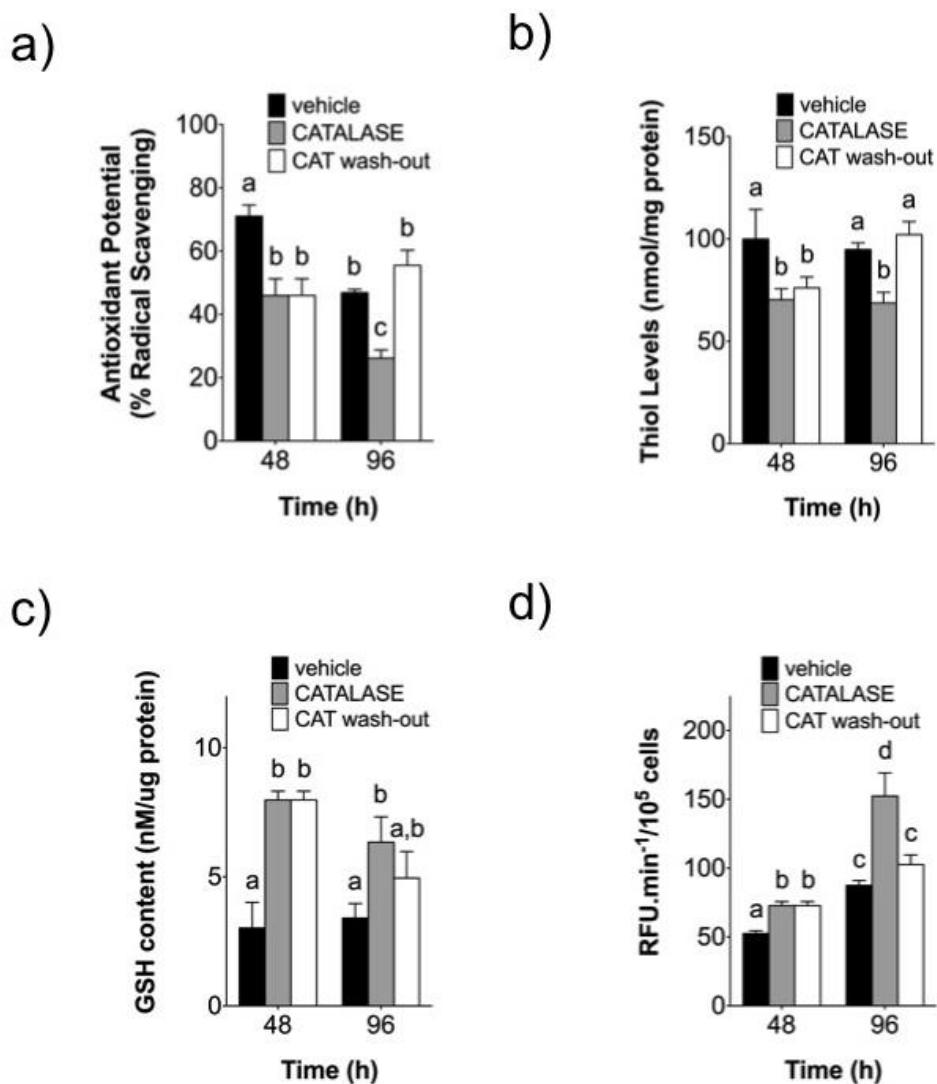 a)
vehicle
CATALASE
CAT wash-out
Antioxidant Potential
(% Radical Scavenging)
100
80
60
40
20
0
a
b
b
b
c
b
48
96
Time (h)
b)
vehicle
CATALASE
CAT wash-out
Thiol Levels (nmol/mg protein)
150
100
50
0
a
b
b
a
b
a
48
96
Time (h)
c)
vehicle
CATALASE
CAT wash-out
GSH content (nM/ug protein)
10
5
0
a
b
b
a
b
a,b
48
96
Time (h)
d)
vehicle
CATALASE
CAT wash-out
RFU.min⁻¹/10⁵ cells
200
150
100
50
0
a
b
b
c
d
c
48
96
Time (h)